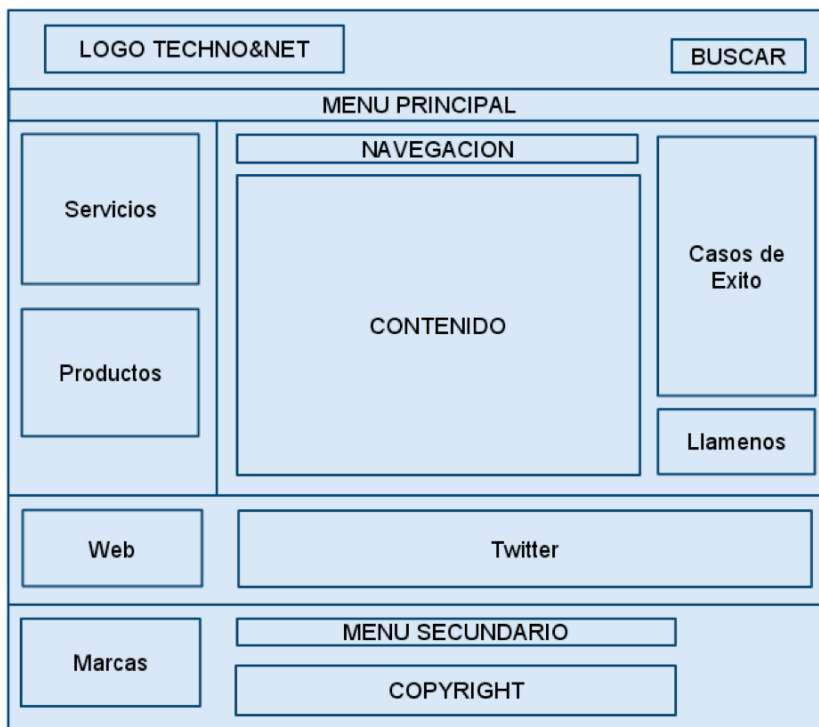 LOGO TECHNO&NET
BUSCAR
MENU PRINCIPAL
Servicios
Productos
NAVEGACION
CONTENIDO
Casos de
Exito
Llamenos
Web
Twitter
Marcas
MENU SECUNDARIO
COPYRIGHT